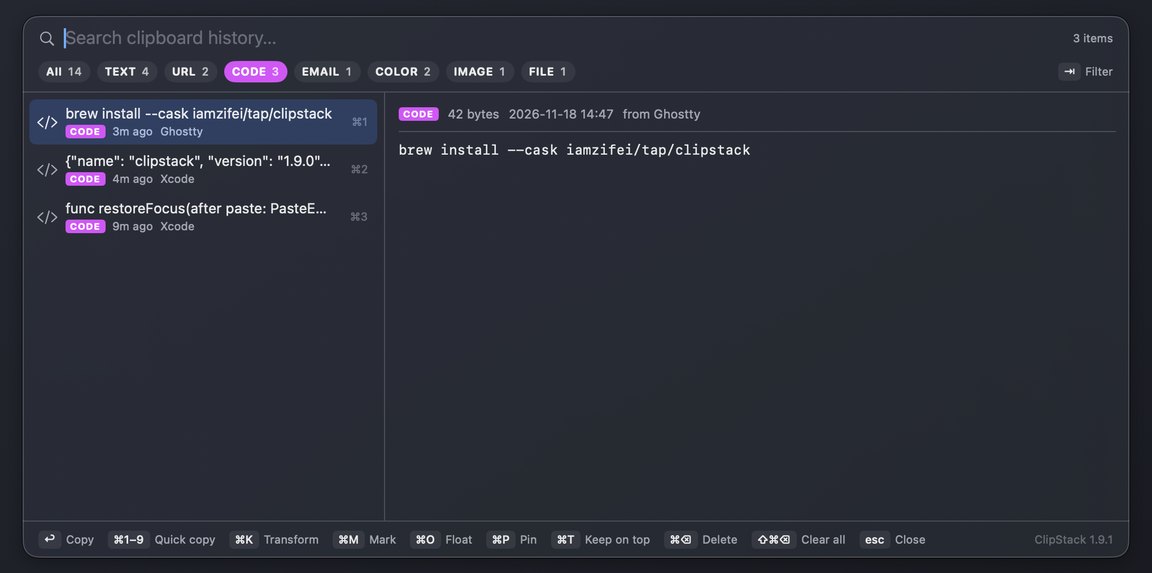 Search clipboard history... 3 items
All 14 TEXT 4 URL 2 CODE 3 EMAIL 1 COLOR 2 IMAGE 1 FILE 1 ⇥ Filter
</> brew install --cask iamzifei/tap/clipstack ⌘1
CODE 3m ago Ghostty
</> {"name": "clipstack", "version": "1.9.0"... ⌘2
CODE 4m ago Xcode
</> func restoreFocus(after paste: PasteE... ⌘3
CODE 9m ago Xcode
CODE 42 bytes 2026-11-18 14:47 from Ghostty
brew install --cask iamzifei/tap/clipstack
↩ Copy ⌘1–9 Quick copy ⌘K Transform ⌘M Mark ⌘O Float ⌘P Pin ⌘T Keep on top ⌘⌫ Delete ⇧⌘⌫ Clear all esc Close ClipStack 1.9.1